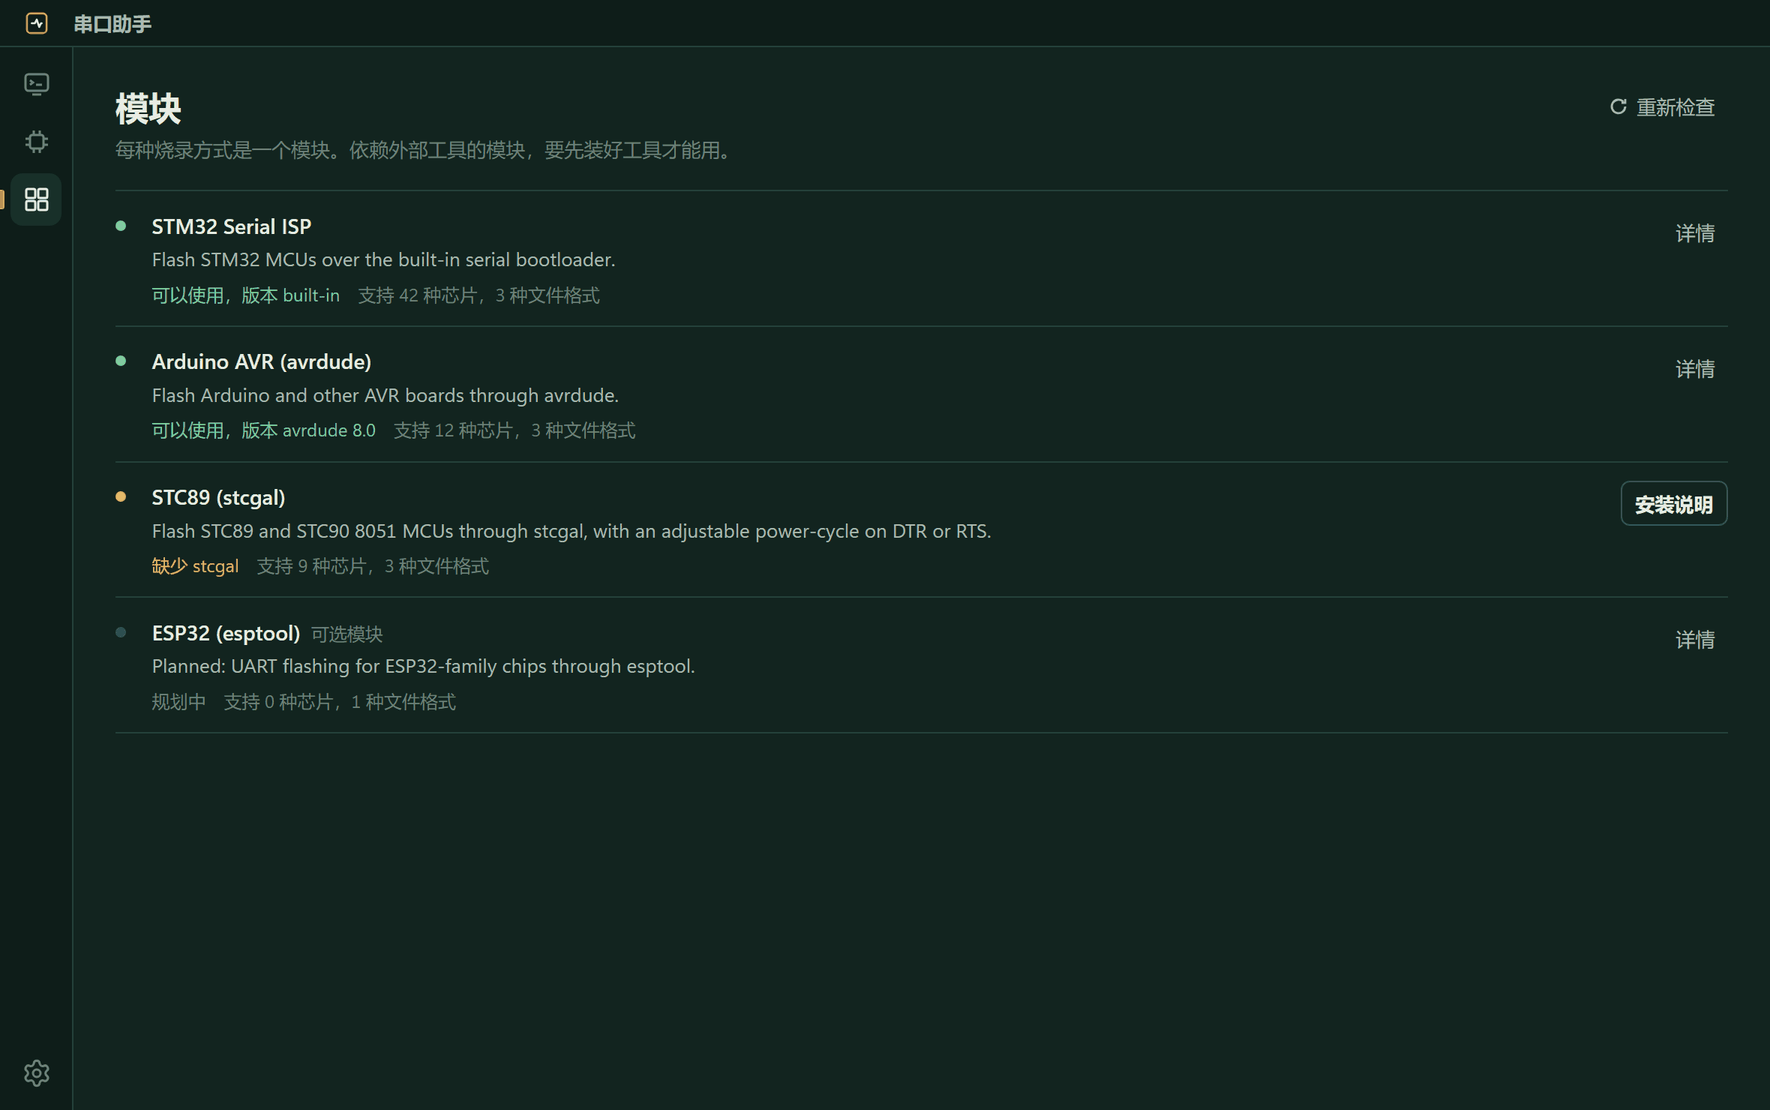 串口助手
模块
重新检查
每种烧录方式是一个模块。依赖外部工具的模块，要先装好工具才能用。
STM32 Serial ISP
详情
Flash STM32 MCUs over the built-in serial bootloader.
可以使用，版本 built-in 支持 42 种芯片，3 种文件格式
Arduino AVR (avrdude)
详情
Flash Arduino and other AVR boards through avrdude.
可以使用，版本 avrdude 8.0 支持 12 种芯片，3 种文件格式
STC89 (stcgal)
安装说明
Flash STC89 and STC90 8051 MCUs through stcgal, with an adjustable power-cycle on DTR or RTS.
缺少 stcgal 支持 9 种芯片，3 种文件格式
ESP32 (esptool) 可选模块
详情
Planned: UART flashing for ESP32-family chips through esptool.
规划中 支持 0 种芯片，1 种文件格式